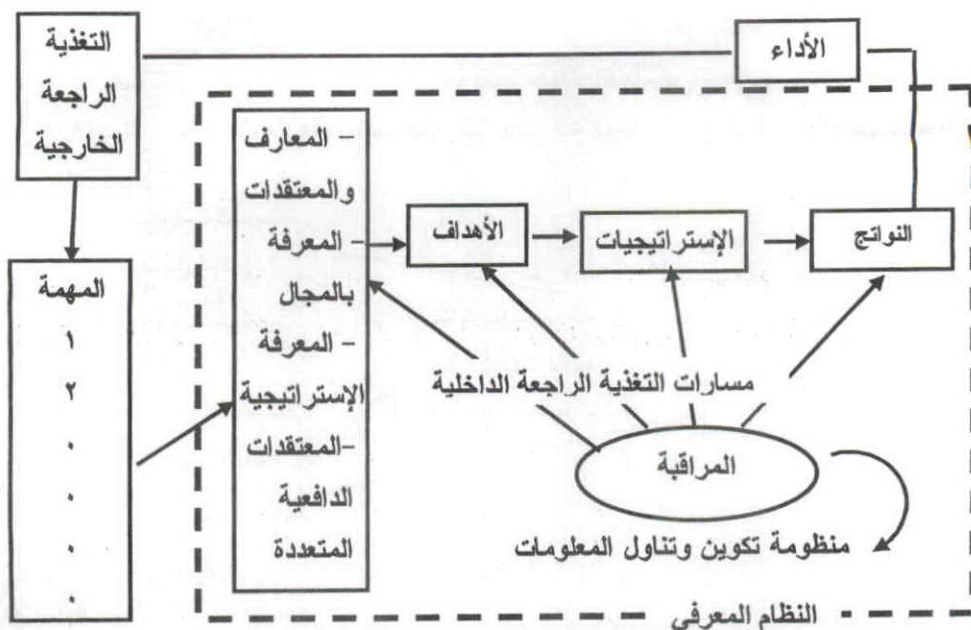 التغذية
الراجعة
الخارجية
الأداء
المهمة
١
٢
٠
٠
٠
٠
- المعارف
والمعتقدات
- المعرفة
بالمجال
- المعرفة
الإستراتيجية
-المعتقدات
الدافعية
المتعددة
الأهداف
الإستراتيجيات
النواتج
مسارات التغذية الراجعة الداخلية
المراقبة
منظومة تكوين وتناول المعلومات
النظام المعرفي